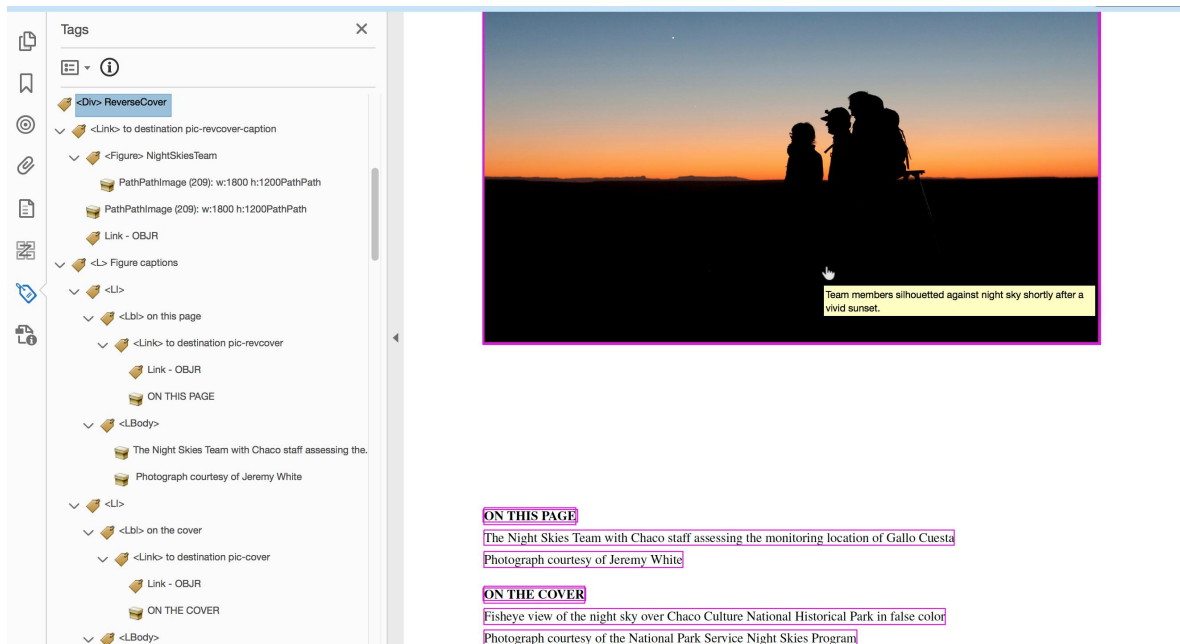 Tags
<Div> ReverseCover
<Link> to destination pic-revcover-caption
<Figure> NightSkiesTeam
PathPathImage (209): w:1800 h:1200PathPath
PathPathImage (209): w:1800 h:1200PathPath
Link - OBJR
<L> Figure captions
<LI>
<Lbl> on this page
<Link> to destination pic-revcover
Link - OBJR
ON THIS PAGE
<LBody>
The Night Skies Team with Chaco staff assessing the.
Photograph courtesy of Jeremy White
<LI>
<Lbl> on the cover
<Link> to destination pic-cover
Link - OBJR
ON THE COVER
<LBody>
Team members silhouetted against night sky shortly after a
vivid sunset.
ON THIS PAGE
The Night Skies Team with Chaco staff assessing the monitoring location of Gallo Cuesta
Photograph courtesy of Jeremy White
ON THE COVER
Fisheye view of the night sky over Chaco Culture National Historical Park in false color
Photograph courtesy of the National Park Service Night Skies Program